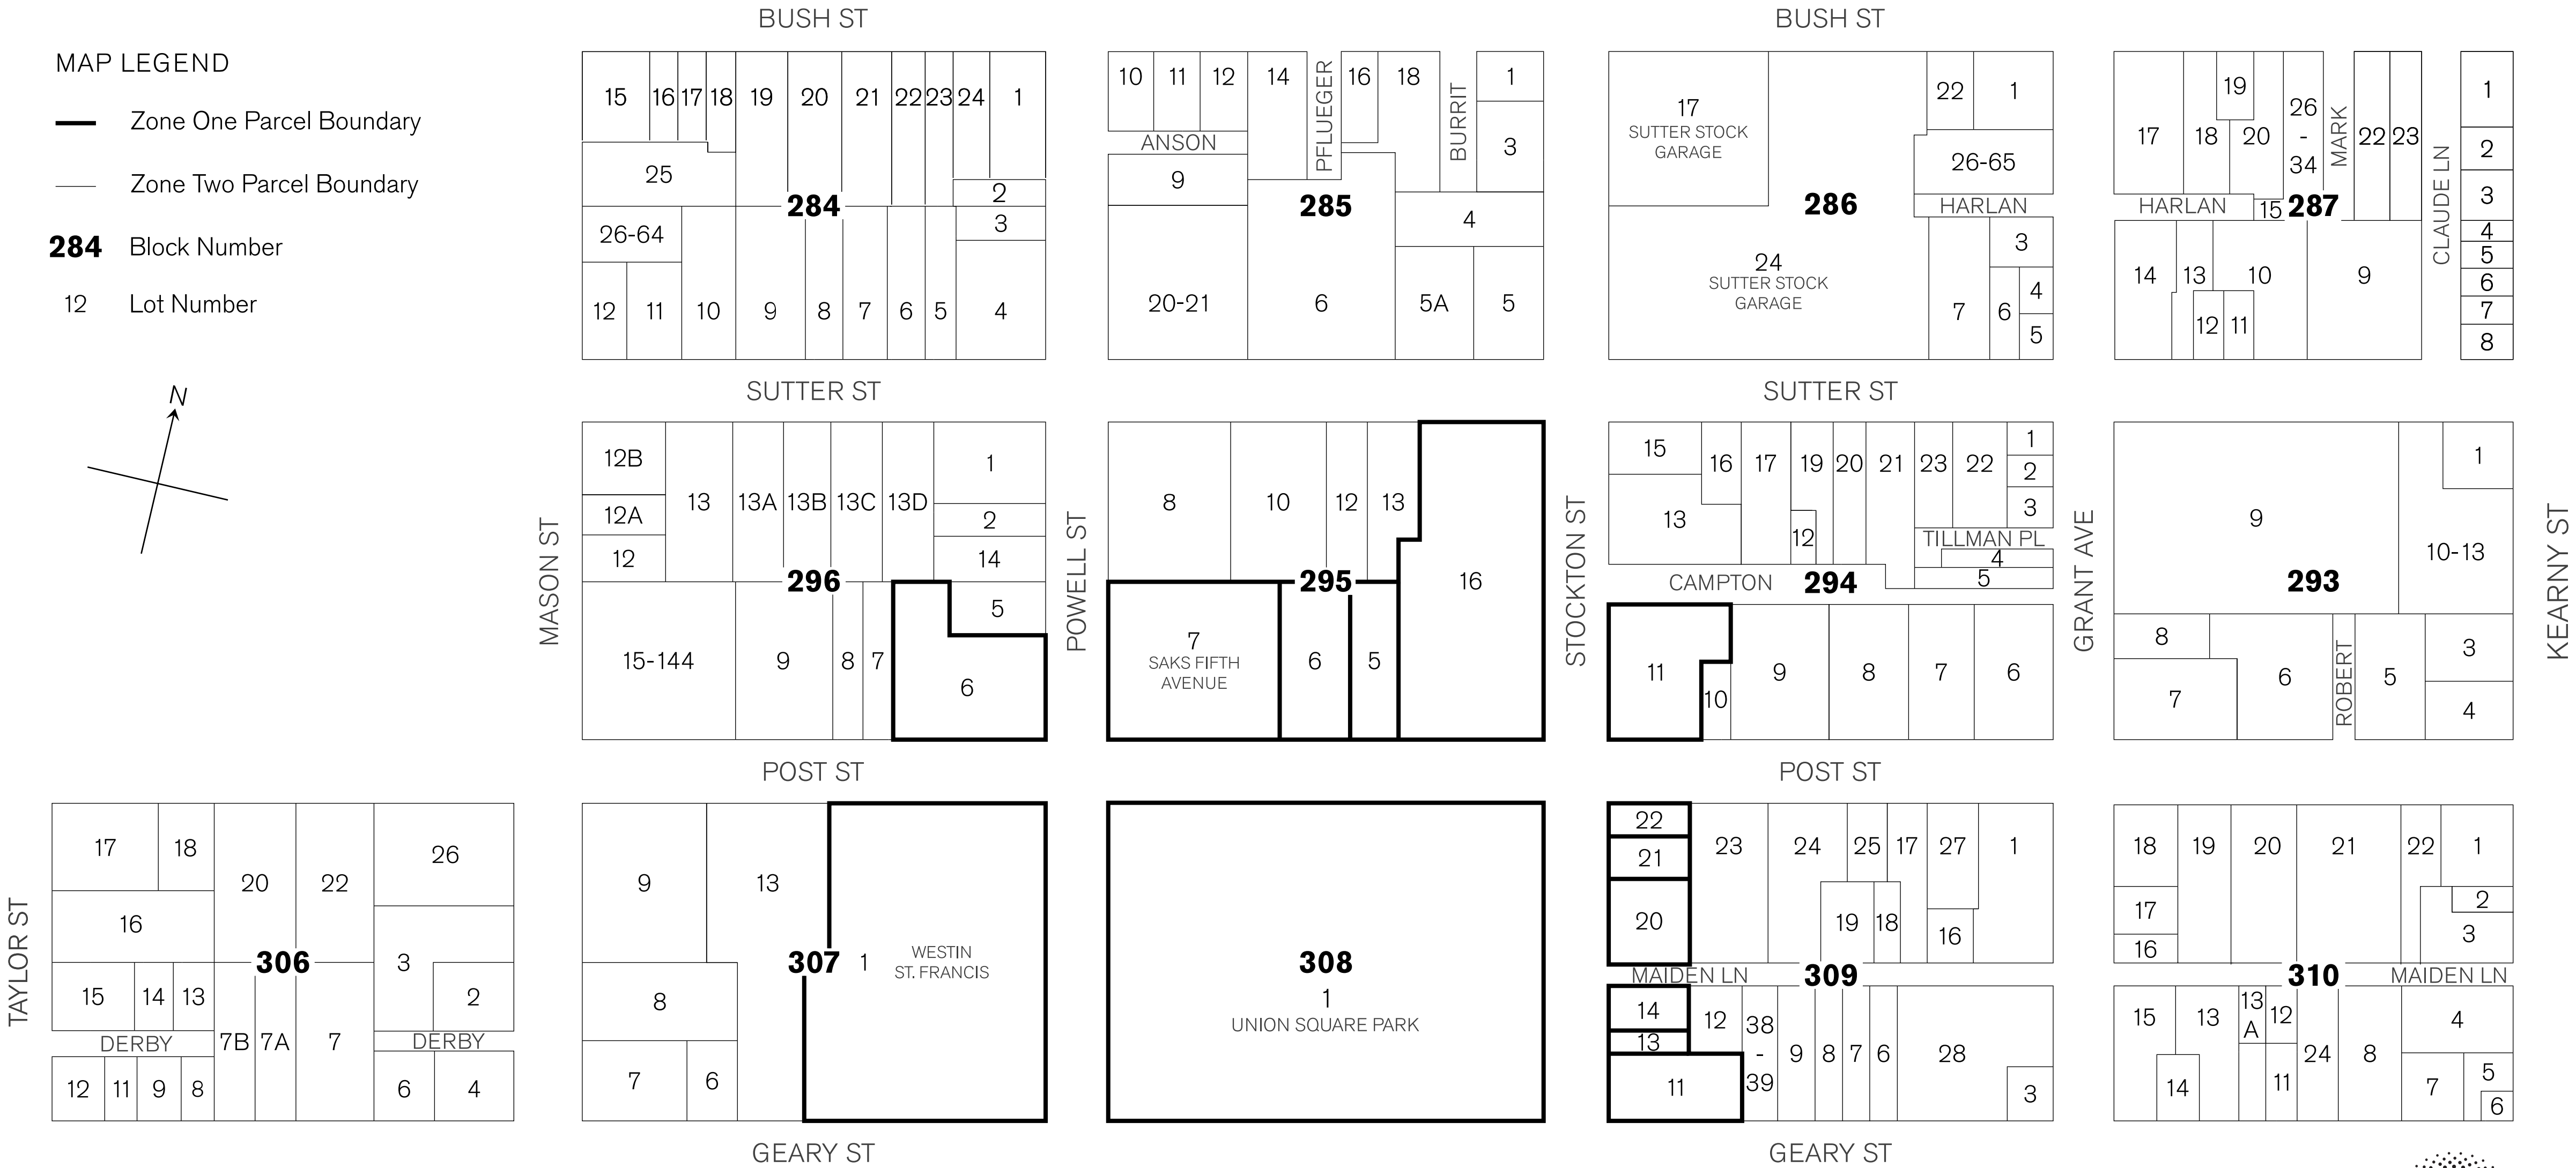 BUSH ST
BUSH ST
MAP LEGEND
Zone One Parcel Boundary
Zone Two Parcel Boundary
284 Block Number
12 Lot Number
N
15 16 17 18 19 20 21 22 23 24 1
25
2
284
3
26-64
12 11 10 9 8 7 6 5 4
10 11 12 14
PFLUEGER
16 18
BURRIT
1
3
ANSON
9
285
4
20-21 6 5A 5
17
SUTTER STOCK
GARAGE
22 1
26-65
286
HARLAN
24
SUTTER STOCK
GARAGE
3
7 6 4
5
17 18 19 20
26
-
34
MARK
22 23
CLAUDE LN
HARLAN
15
287
14 13 10 9
12 11
1
2
3
4
5
6
7
8
SUTTER ST
SUTTER ST
MASON ST
12B
12A
12
13 13A 13B 13C 13D
1
2
14
296
5
15-144 9 8 7 6
POWELL ST
8 10 12 13
16
295
7
SAKS FIFTH
AVENUE
6 5
STOCKTON ST
15 16 17 19 20 21 23 22
1
2
3
13
12
TILLMAN PL
4
5
CAMPTON
294
11 10 9 8 7 6
GRANT AVE
9
1
10-13
293
8
7
6
ROBERT
5
3
4
KEARNY ST
POST ST
POST ST
TAYLOR ST
17 18 20 22 26
16
306
3
15 14 13
2
DERBY
7B 7A 7
DERBY
12 11 9 8
6 4
9 13
307
1
WESTIN
ST. FRANCIS
8
7 6
308
1
UNION SQUARE PARK
22
21
20
23 24 25 17 27 1
19 18 16
MAIDEN LN
309
14
13
11
12
38
-
39
9 8 7 6 28
3
18 19 20 21 22 1
17
16
2
3
310
MAIDEN LN
15 13
13
A
12
4
14 11 24 8 7 5
6
GEARY ST
GEARY ST